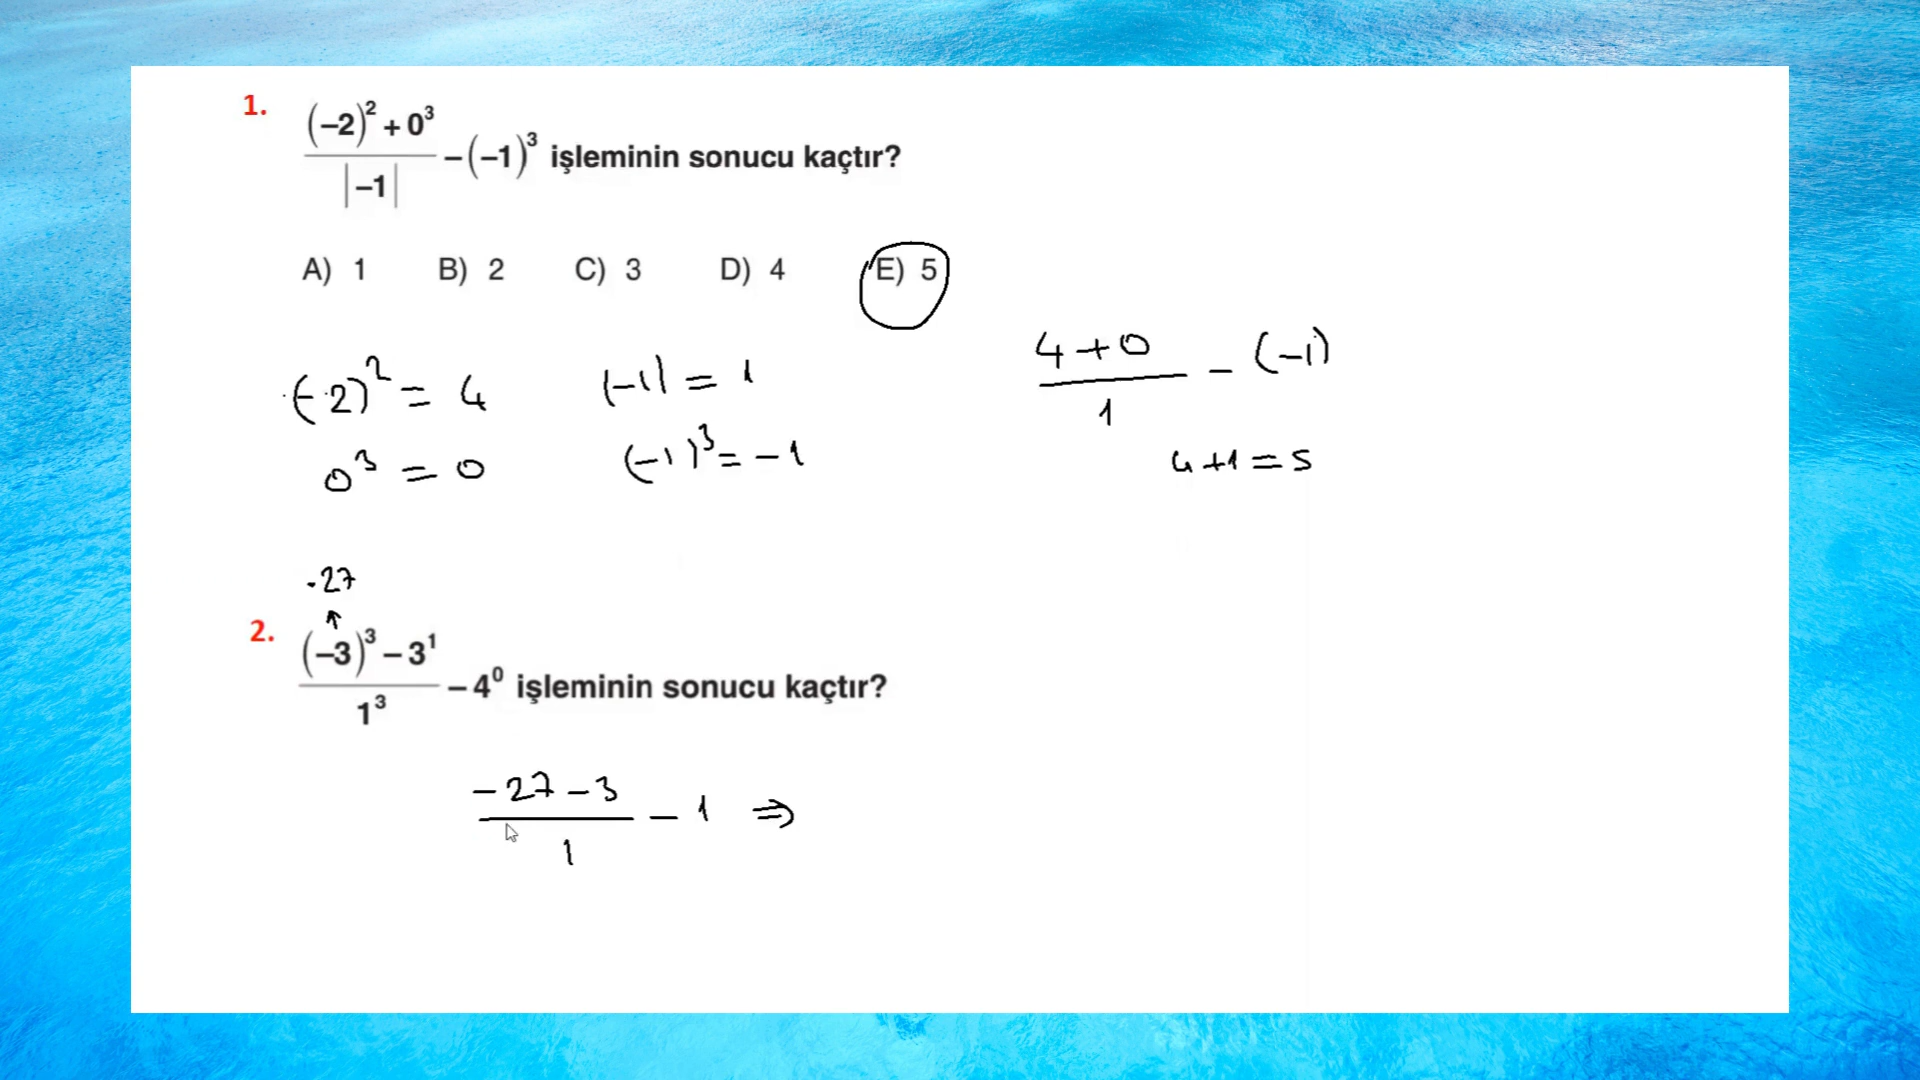 1. ((-2)² + 0³) / |-1| - (-1)³ işleminin sonucu kaçtır?
A) 1 B) 2 C) 3 D) 4 E) 5
(-2)² = 4
0³ = 0
|-1| = 1
(-1)³ = -1
(4+0) / 1 - (-1)
4+1=5
-27
↑
2. ((-3)³ - 3¹) / 1³ - 4⁰ işleminin sonucu kaçtır?
(-27-3) / 1 - 1 ⇒